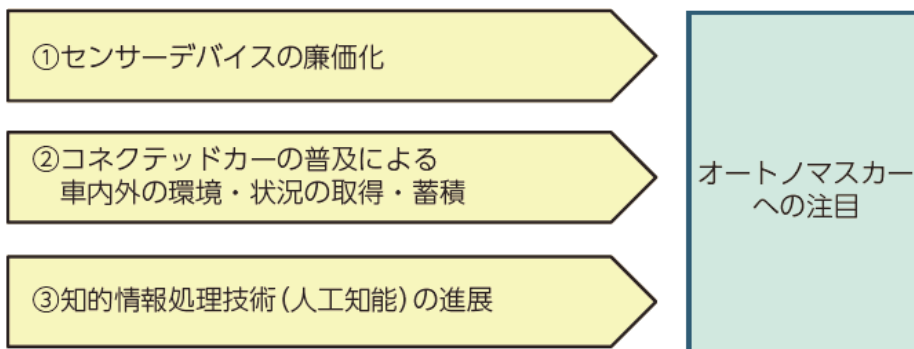 ①センサーデバイスの廉価化
②コネクテッドカーの普及による
車内外の環境・状況の取得・蓄積
③知的情報処理技術(人工知能)の進展
オートノマスカー
への注目